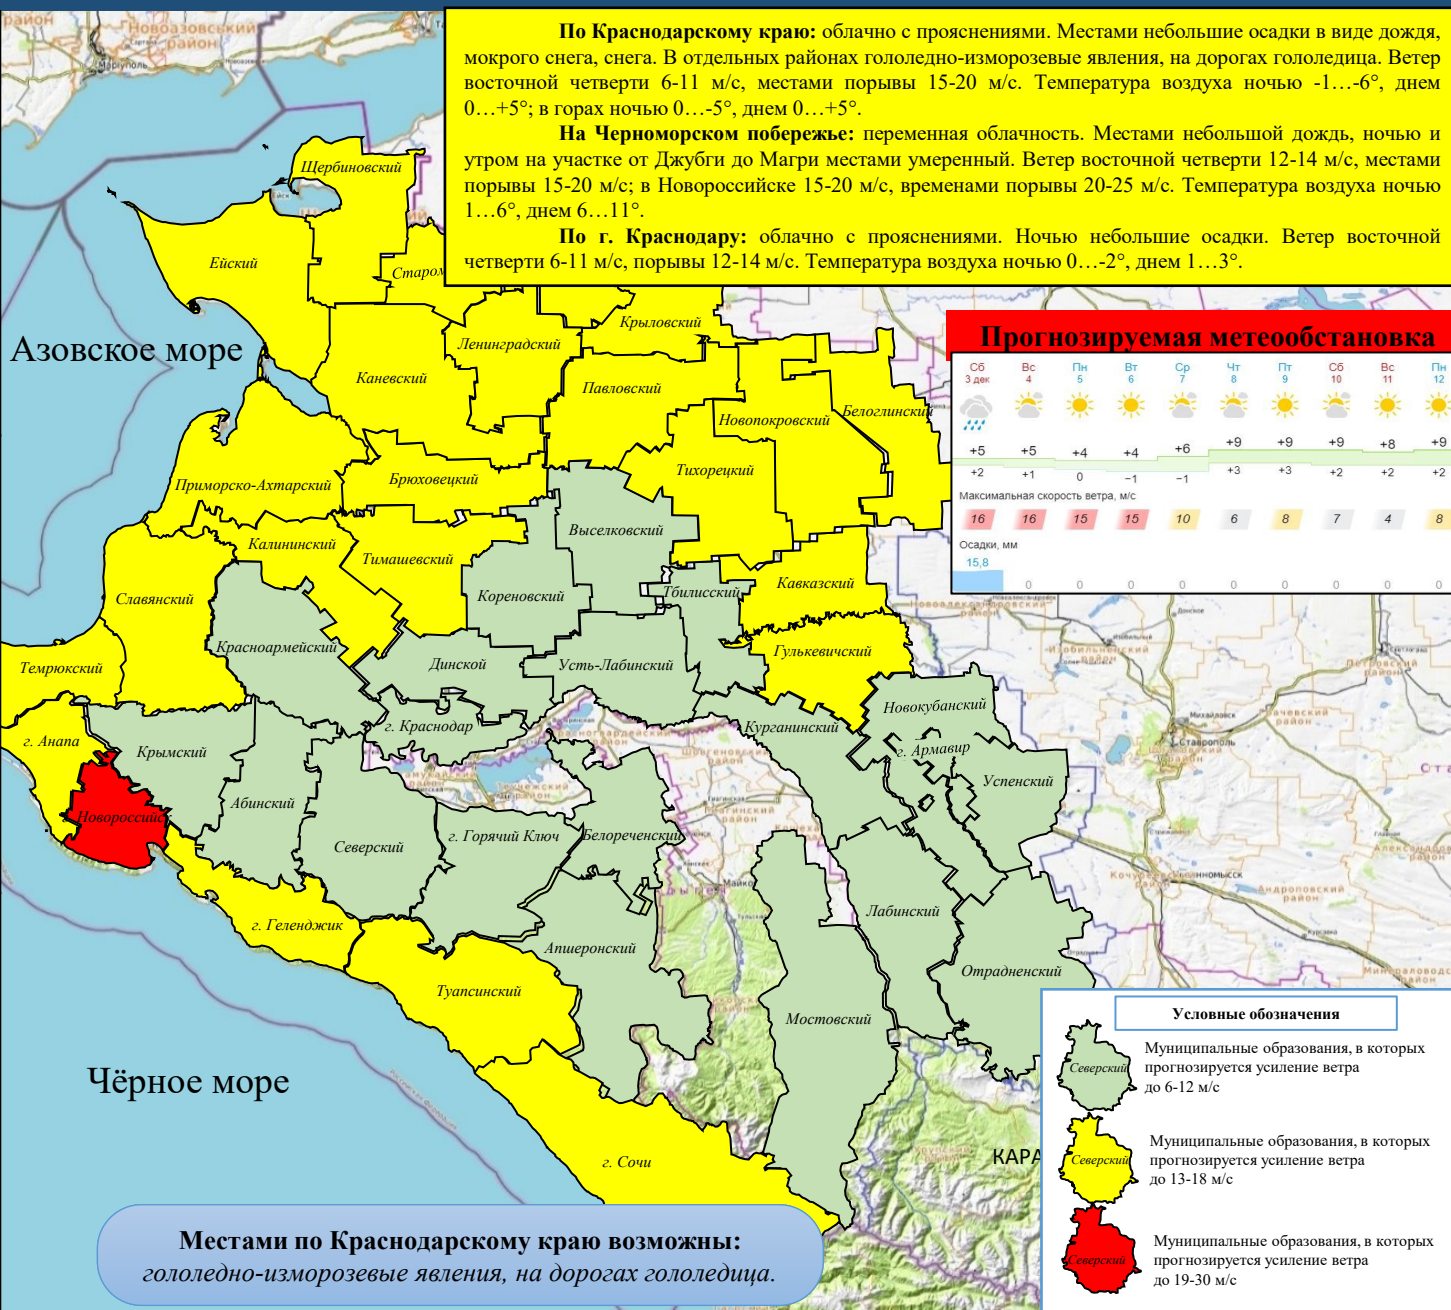 По Краснодарскому краю: облачно с прояснениями. Местами небольшие осадки в виде дождя,
мокрого снега, снега. В отдельных районах гололедно-изморозевые явления, на дорогах гололедица. Ветер
восточной четверти 6-11 м/с, местами порывы 15-20 м/с. Температура воздуха ночью -1…-6°, днем
0…+5°; в горах ночью 0…-5°, днем 0…+5°.
На Черноморском побережье: переменная облачность. Местами небольшой дождь, ночью и
утром на участке от Джубги до Магри местами умеренный. Ветер восточной четверти 12-14 м/с, местами
порывы 15-20 м/с; в Новороссийске 15-20 м/с, временами порывы 20-25 м/с. Температура воздуха ночью
1…6°, днем 6…11°.
По г. Краснодару: облачно с прояснениями. Ночью небольшие осадки. Ветер восточной
четверти 6-11 м/с, порывы 12-14 м/с. Температура воздуха ночью 0…-2°, днем 1…3°.
Прогнозируемая метеообстановка
Сб Вс Пн Вт Ср Чт Пт Сб Вс Пн
3 дек 4 5 6 7 8 9 10 11 12
+5 +5 +4 +4 +6 +9 +9 +9 +8 +9
+2 +1 0 −1 −1 +3 +3 +2 +2 +2
Максимальная скорость ветра, м/с
16 16 15 15 10 6 8 7 4 8
Осадки, мм
15,8 0 0 0 0 0 0 0 0 0
Новоазовський
район
Мариуполь
Щербиновский
Ейский
Старом
Крыловский
Ленинградский
Азовское море
Каневский
Павловский
Новопокровский
Белоглинский
Тихорецкий
Приморско-Ахтарский
Брюховецкий
Выселковский
Калининский
Тимашевский
Кавказский
Тбилисский
Кореновский
Славянский
Красноармейский
Динской
Усть-Лабинский
Гулькевичский
Темрюкский
Новокубанский
г. Краснодар
Курганинский
г. Анапа
Крымский
г. Армавир
Успенский
Ставрополь
Абинский
Новороссийск
Северский
г. Горячий Ключ
Белореченский
Лабинский
г. Геленджик
Апшеронский
Отрадненский
Туапсинский
Мостовский
Чёрное море
г. Сочи
КАРА
Местами по Краснодарскому краю возможны:
гололедно-изморозевые явления, на дорогах гололедица.
Условные обозначения
Северский
Муниципальные образования, в которых
прогнозируется усиление ветра
до 6-12 м/с
Северский
Муниципальные образования, в которых
прогнозируется усиление ветра
до 13-18 м/с
Северский
Муниципальные образования, в которых
прогнозируется усиление ветра
до 19-30 м/с